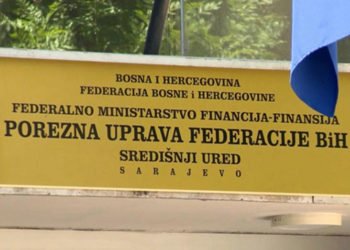 BOSNA I HERCEGOVINA
FEDERACIJA BOSNE i HERCEGOVINE
FEDERALNO MINISTARSTVO FINANCIJA-FINANSIJA
POREZNA UPRAVA FEDERACIJE BiH
SREDIŠNJI URED
SARAJEVO